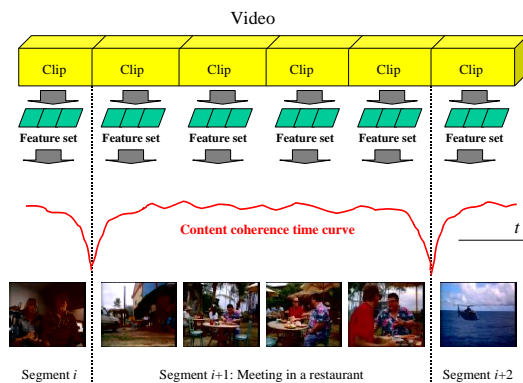 Video
Clip Clip Clip Clip Clip Clip
Feature set Feature set Feature set Feature set Feature set Feature set
Content coherence time curve
t
Segment i Segment i+1: Meeting in a restaurant Segment i+2